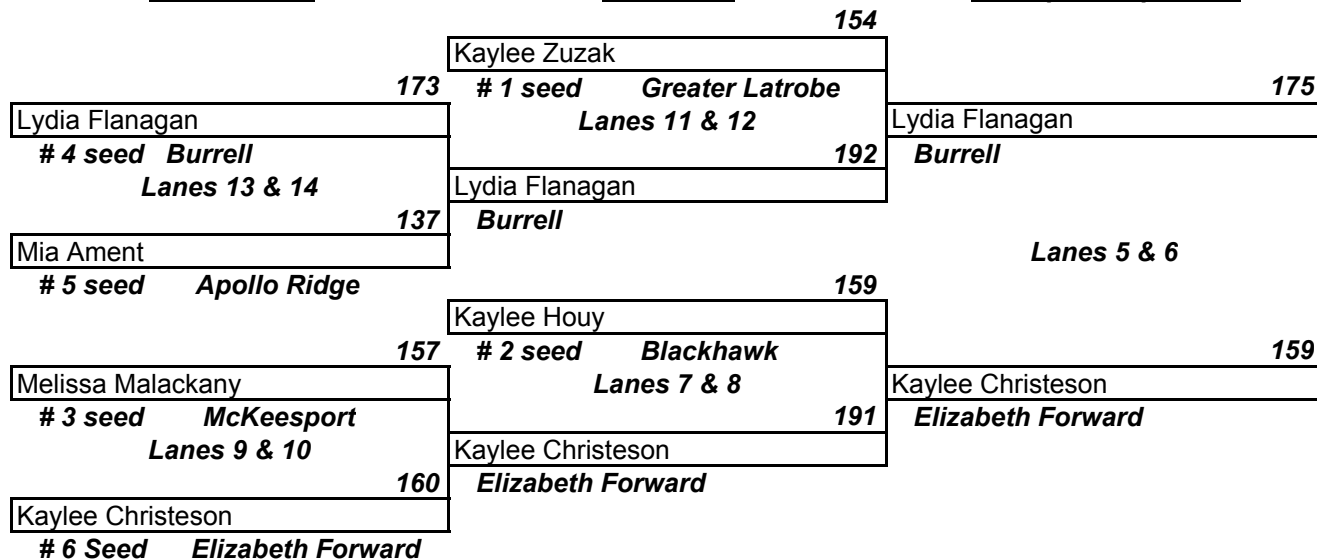 154
Kaylee Zuzak
173 # 1 seed Greater Latrobe 175
Lydia Flanagan Lanes 11 & 12 Lydia Flanagan
# 4 seed Burrell 192 Burrell
Lanes 13 & 14 Lydia Flanagan
137 Burrell
Mia Ament Lanes 5 & 6
# 5 seed Apollo Ridge 159
Kaylee Houy
157 # 2 seed Blackhawk 159
Melissa Malackany Lanes 7 & 8 Kaylee Christeson
# 3 seed McKeesport 191 Elizabeth Forward
Lanes 9 & 10 Kaylee Christeson
160 Elizabeth Forward
Kaylee Christeson
# 6 Seed Elizabeth Forward